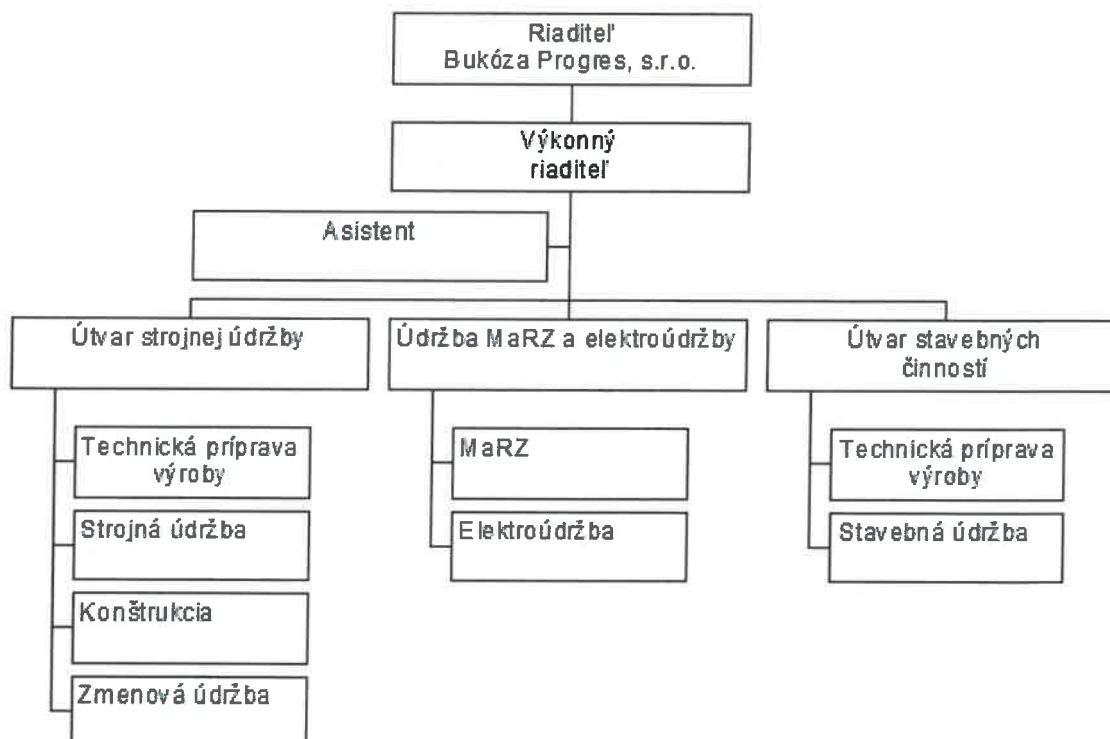 Riaditeľ
Bukóza Progres, s.r.o.
Výkonný
riaditeľ
Asistent
Útvar strojnej údržby
Údržba MaRZ a elektroúdržby
Útvar stavebných
činností
Technická príprava
výroby
Strojná údržba
Konštrukcia
Zmenová údržba
MaRZ
Elektroúdržba
Technická príprava
výroby
Stavebná údržba